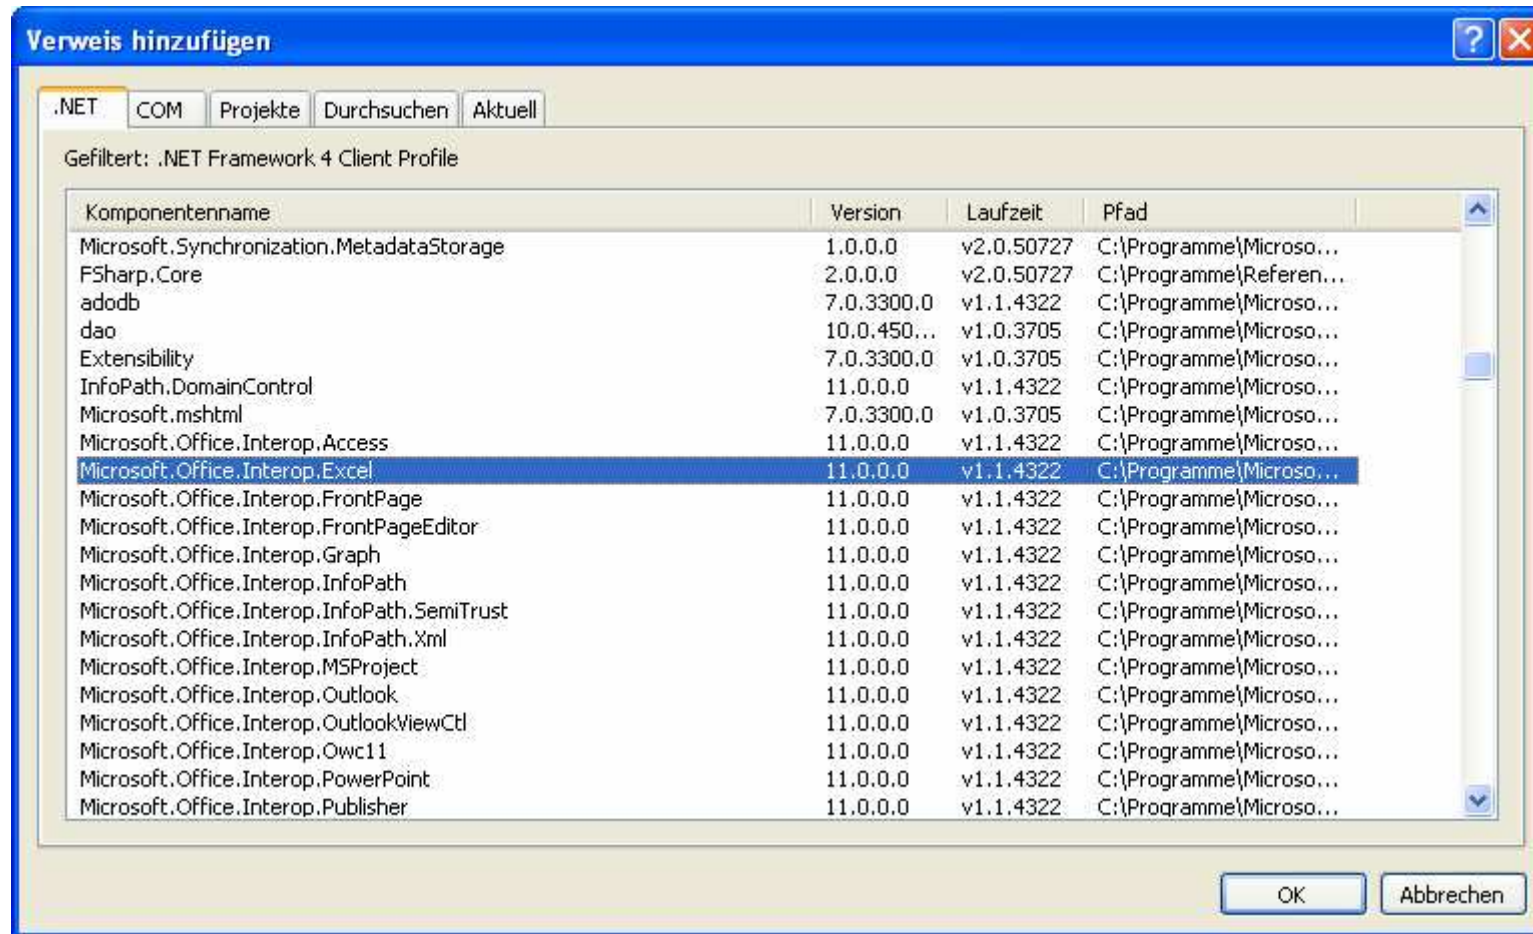 Verweis hinzufügen
.NET COM Projekte Durchsuchen Aktuell
Gefiltert: .NET Framework 4 Client Profile
Komponentenname Version Laufzeit Pfad
Microsoft.Synchronization.MetadataStorage 1.0.0.0 v2.0.50727 C:\Programme\Microso...
FSharp.Core 2.0.0.0 v2.0.50727 C:\Programme\Referen...
adodb 7.0.3300.0 v1.1.4322 C:\Programme\Microso...
dao 10.0.450... v1.0.3705 C:\Programme\Microso...
Extensibility 7.0.3300.0 v1.0.3705 C:\Programme\Microso...
InfoPath.DomainControl 11.0.0.0 v1.1.4322 C:\Programme\Microso...
Microsoft.mshtml 7.0.3300.0 v1.0.3705 C:\Programme\Microso...
Microsoft.Office.Interop.Access 11.0.0.0 v1.1.4322 C:\Programme\Microso...
Microsoft.Office.Interop.Excel 11.0.0.0 v1.1.4322 C:\Programme\Microso...
Microsoft.Office.Interop.FrontPage 11.0.0.0 v1.1.4322 C:\Programme\Microso...
Microsoft.Office.Interop.FrontPageEditor 11.0.0.0 v1.1.4322 C:\Programme\Microso...
Microsoft.Office.Interop.Graph 11.0.0.0 v1.1.4322 C:\Programme\Microso...
Microsoft.Office.Interop.InfoPath 11.0.0.0 v1.1.4322 C:\Programme\Microso...
Microsoft.Office.Interop.InfoPath.SemiTrust 11.0.0.0 v1.1.4322 C:\Programme\Microso...
Microsoft.Office.Interop.InfoPath.Xml 11.0.0.0 v1.1.4322 C:\Programme\Microso...
Microsoft.Office.Interop.MSProject 11.0.0.0 v1.1.4322 C:\Programme\Microso...
Microsoft.Office.Interop.Outlook 11.0.0.0 v1.1.4322 C:\Programme\Microso...
Microsoft.Office.Interop.OutlookViewCtl 11.0.0.0 v1.1.4322 C:\Programme\Microso...
Microsoft.Office.Interop.Owc11 11.0.0.0 v1.1.4322 C:\Programme\Microso...
Microsoft.Office.Interop.PowerPoint 11.0.0.0 v1.1.4322 C:\Programme\Microso...
Microsoft.Office.Interop.Publisher 11.0.0.0 v1.1.4322 C:\Programme\Microso...
OK Abbrechen